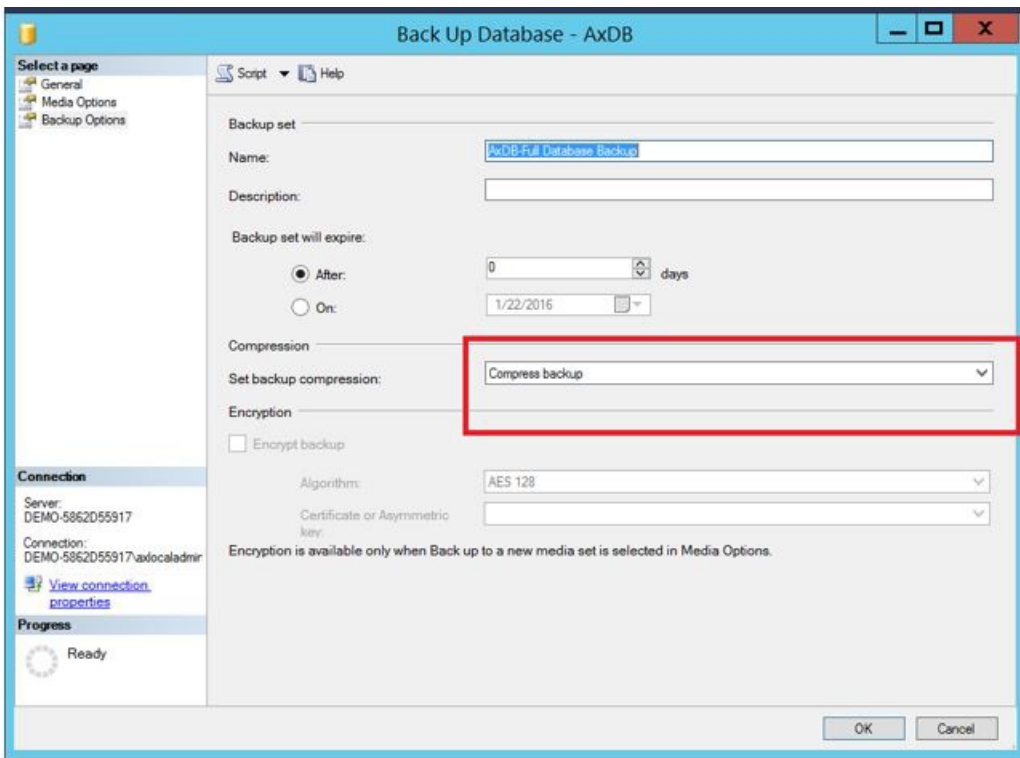 Back Up Database - AxDB
Select a page
General
Media Options
Backup Options
Script
Help
Backup set
Name:
AxDB-Full Database Backup
Description:
Backup set will expire:
After:
0
days
On:
1/22/2016
Compression
Set backup compression:
Compress backup
Encryption
Encrypt backup
Algorithm:
AES 128
Certificate or Asymmetric
key:
Encryption is available only when Back up to a new media set is selected in Media Options.
Connection
Server:
DEMO-5862D55917
Connection:
DEMO-5862D55917\axlocaladmir
View connection
properties
Progress
Ready
OK
Cancel